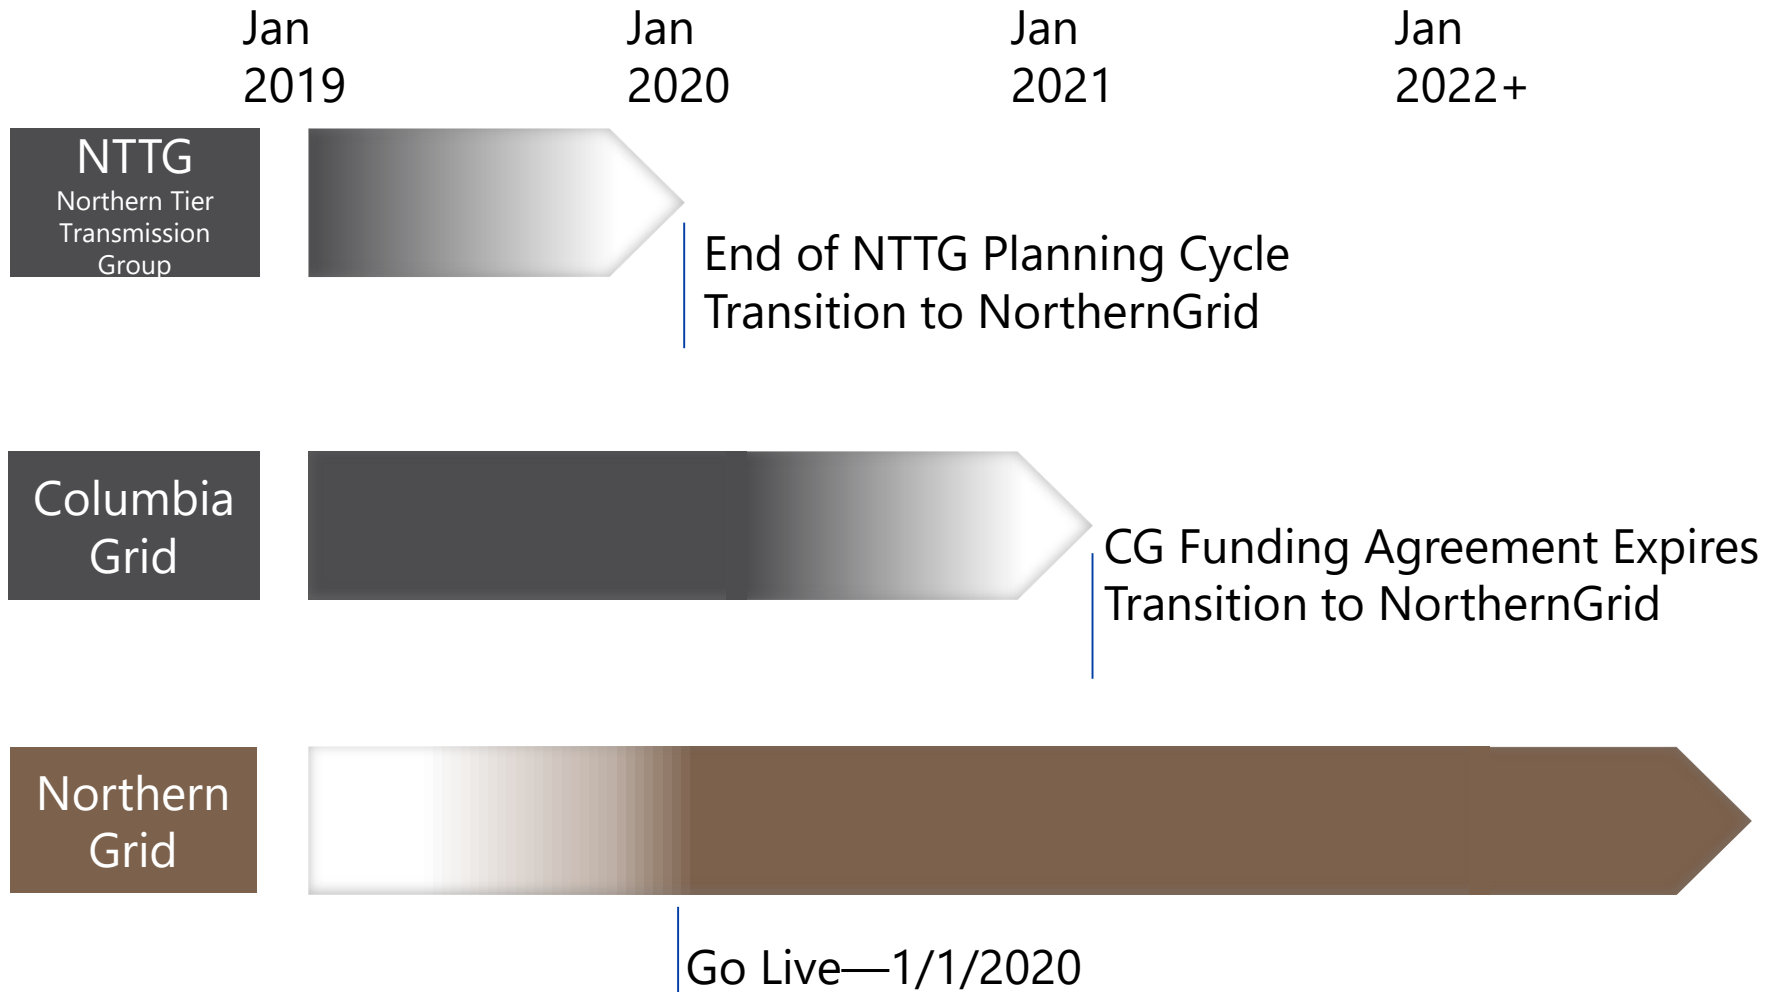 Jan
2019
Jan
2020
Jan
2021
Jan
2022+
NTTG
Northern Tier
Transmission
Group
End of NTTG Planning Cycle
Transition to NorthernGrid
Columbia
Grid
CG Funding Agreement Expires
Transition to NorthernGrid
Northern
Grid
Go Live—1/1/2020